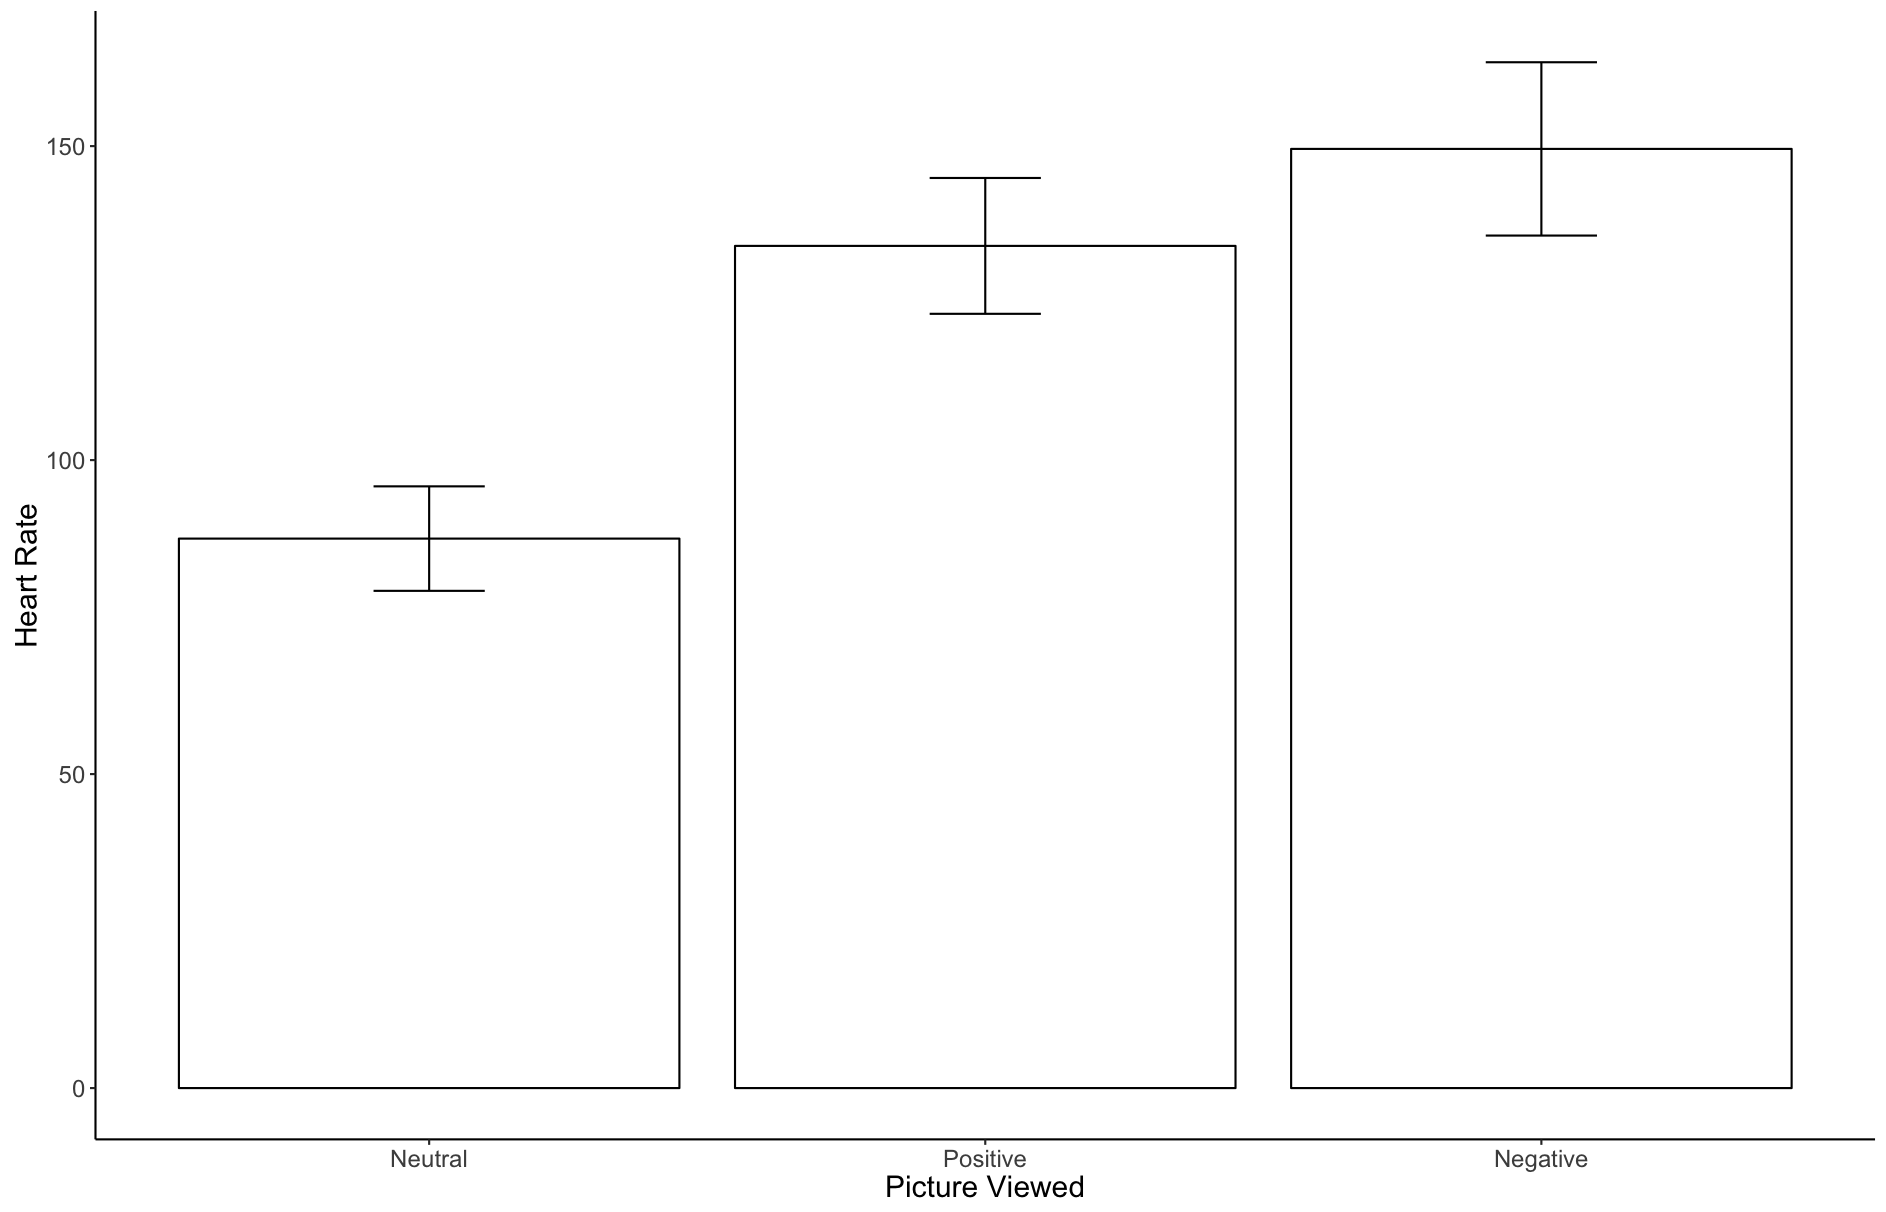 Heart Rate
150
100
50
0
Neutral
Positive
Negative
Picture Viewed